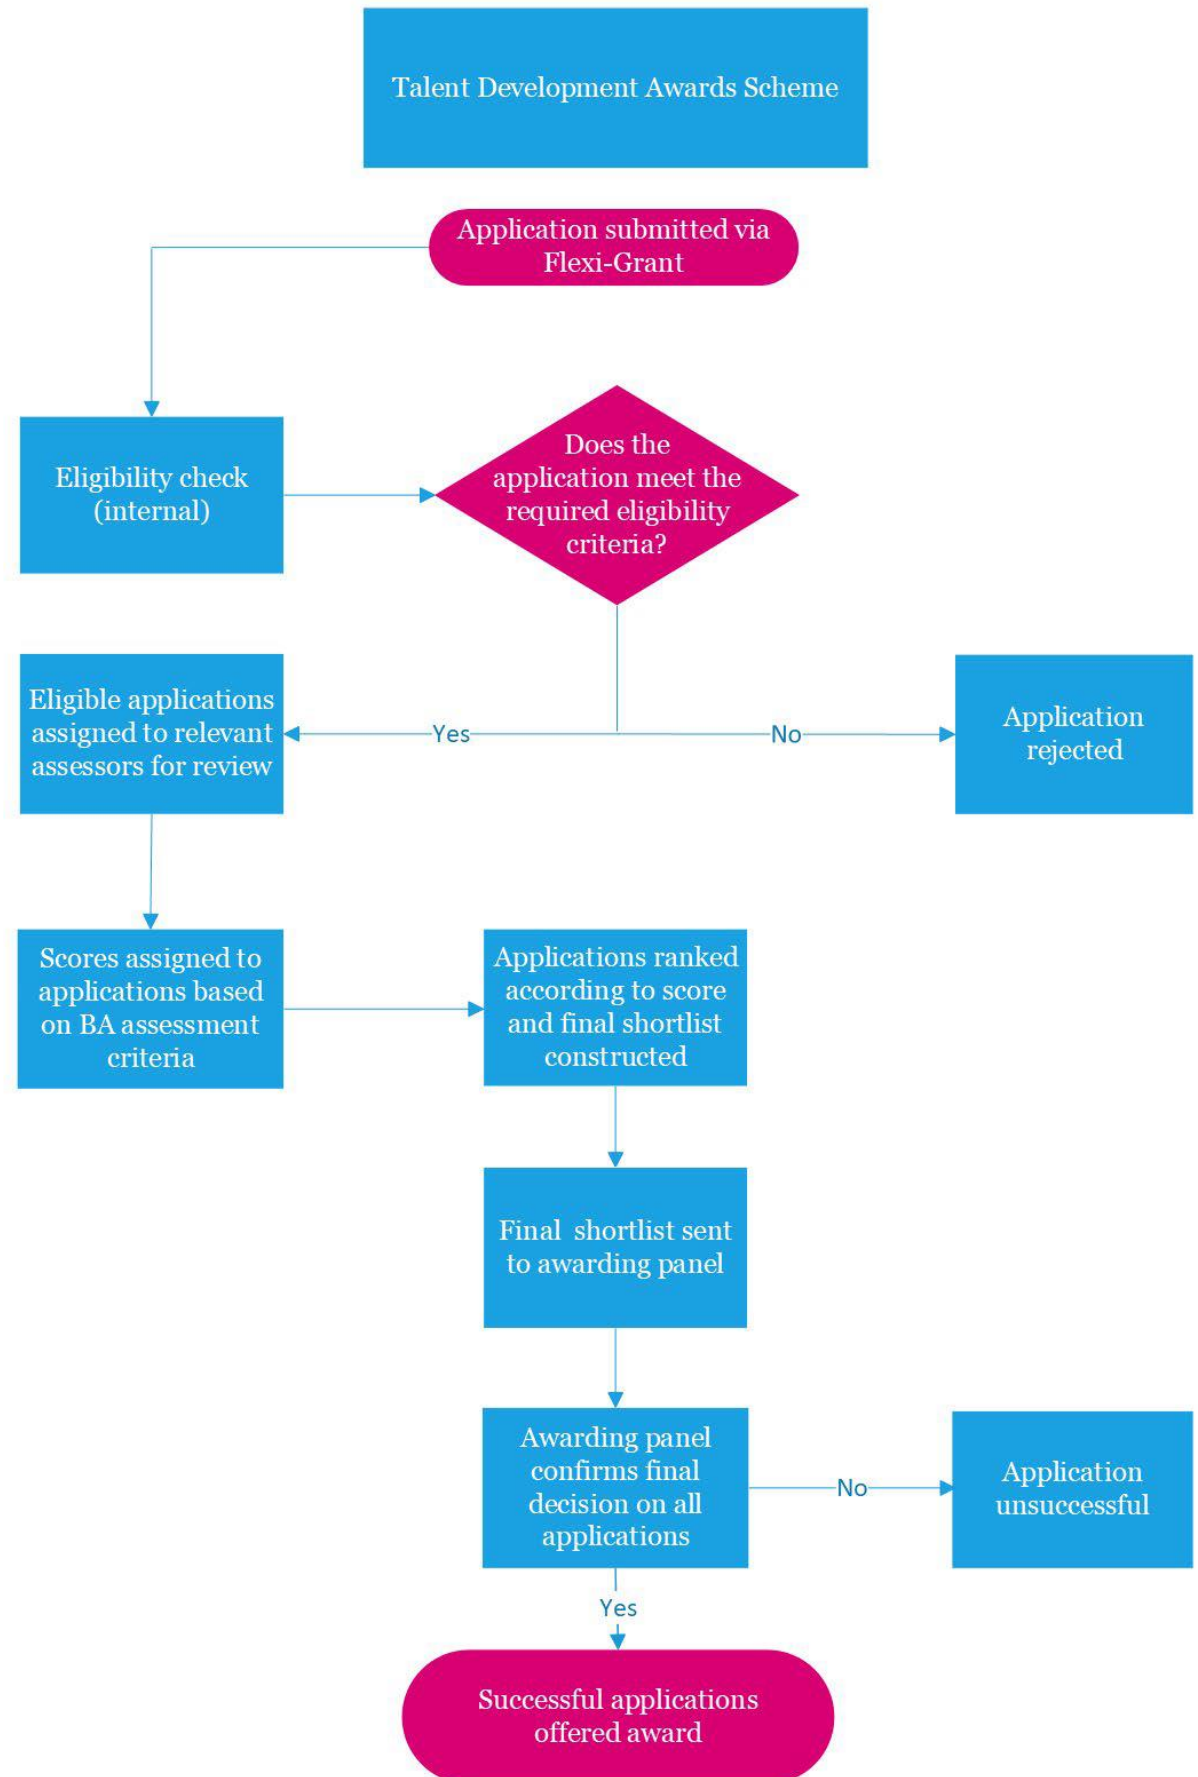 Talent Development Awards Scheme
Application submitted via
Flexi-Grant
Eligibility check
(internal)
Does the
application meet the
required eligibility
criteria?
Eligible applications
assigned to relevant
assessors for review
Yes
No
Application
rejected
Scores assigned to
applications based
on BA assessment
criteria
Applications ranked
according to score
and final shortlist
constructed
Final shortlist sent
to awarding panel
Awarding panel
confirms final
decision on all
applications
No
Application
unsuccessful
Yes
Successful applications
offered award